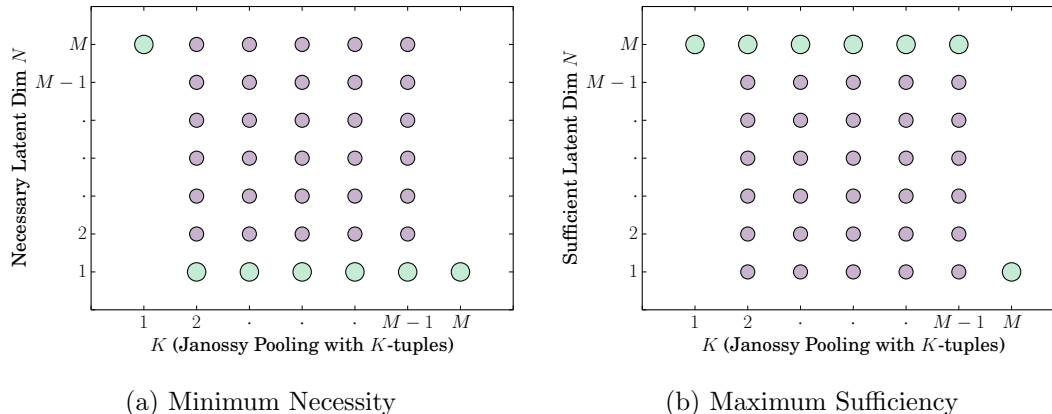 Necessary Latent Dim N
M
M − 1
·
·
·
2
1
1 2 · · · M − 1 M
K (Janossy Pooling with K-tuples)
(a) Minimum Necessity
Sufficient Latent Dim N
M
M − 1
·
·
·
2
1
1 2 · · · M − 1 M
K (Janossy Pooling with K-tuples)
(b) Maximum Sufficiency